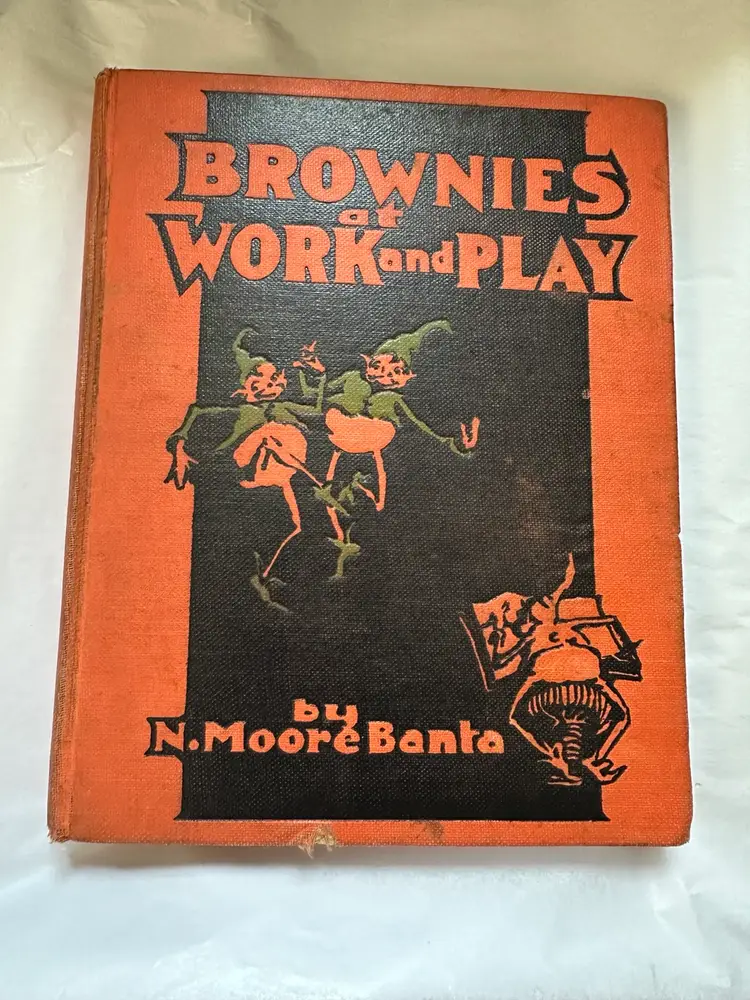 BROWNIES
at
WORK and PLAY
by
N. Moore Banta